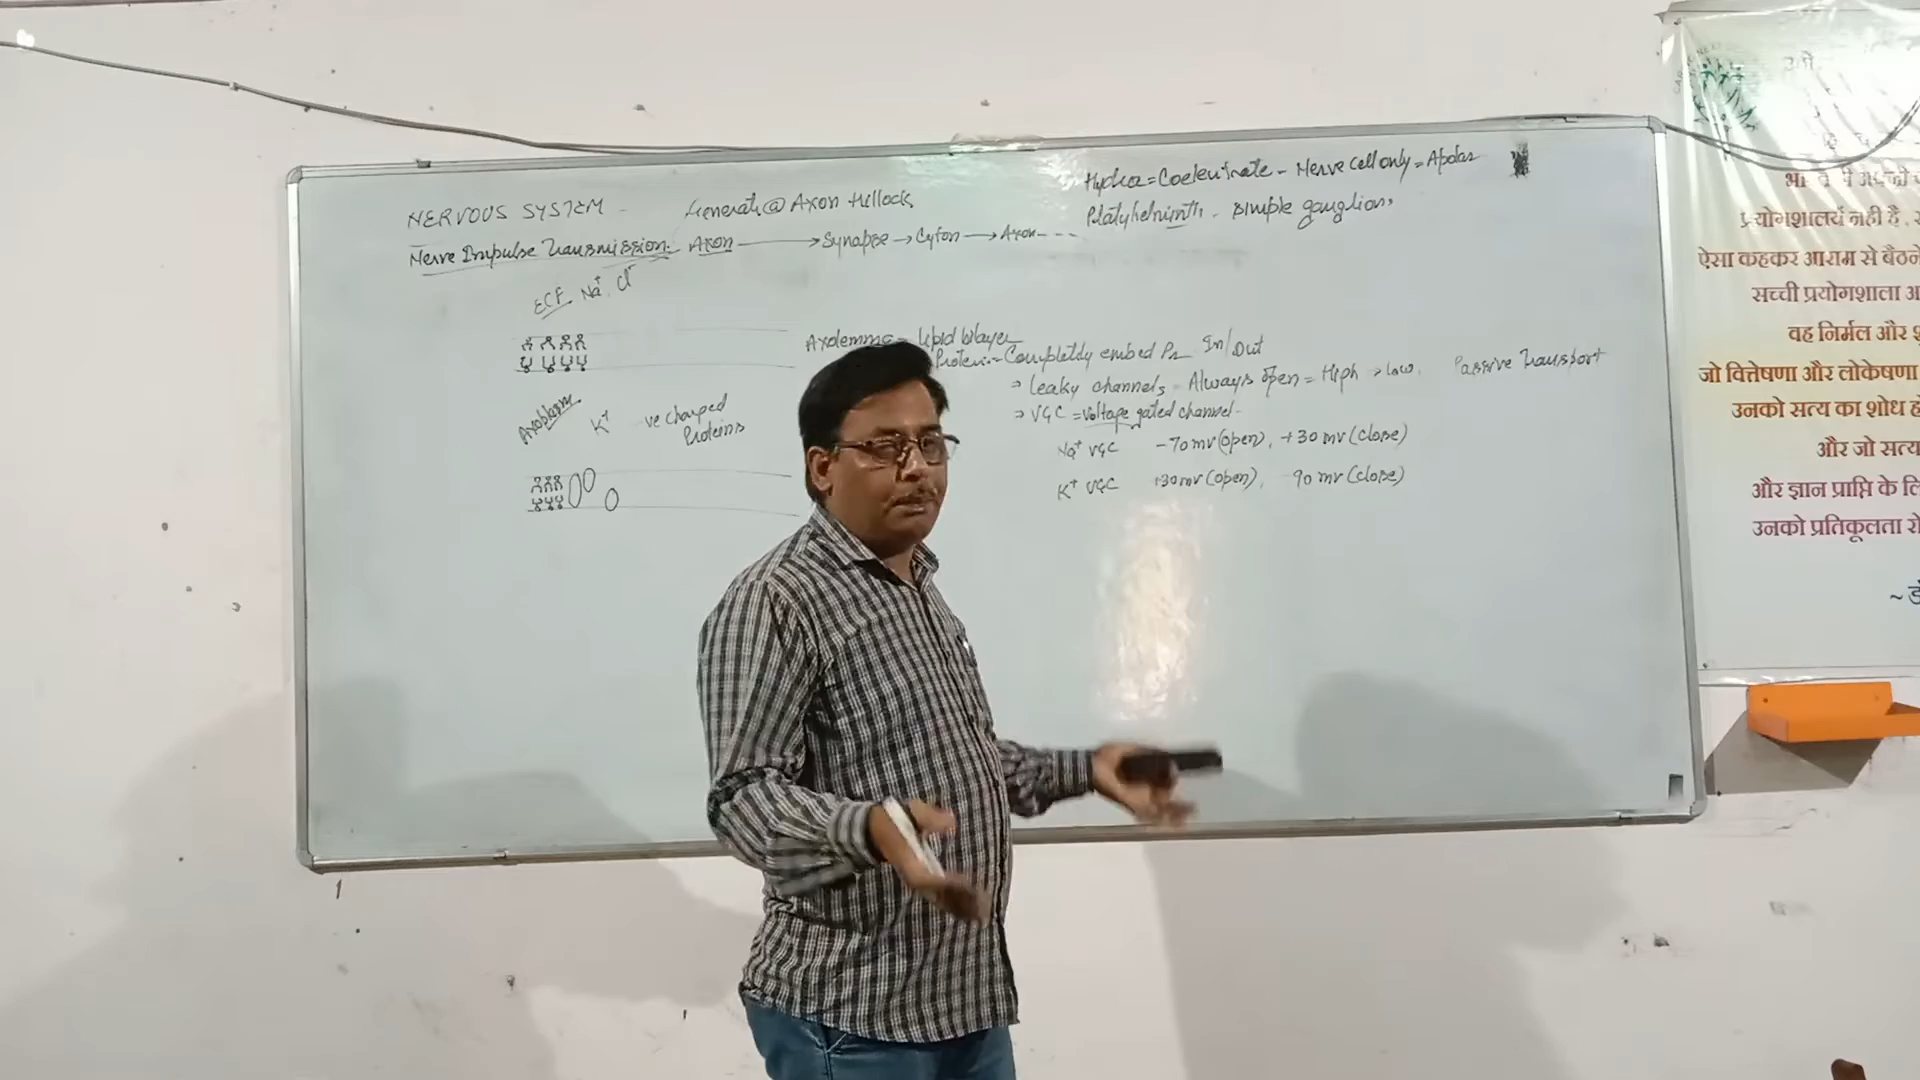 NERVOUS SYSTEM -
Generate @ Axon Hillock
Nerve Impulse Transmission:- Axon → Synapse → Cyton → Axon - - -
Hydra = Coelentrate - Nerve cell only = Apolar
Platyhelminth - simple ganglions
ECF Na⁺, Cl⁻
Axolemma = Lipid bilayer
Protein:- Completely embed Pr In/Out
→ Leaky channels - Always open = High → low. Passive Transport
→ VGC = Voltage gated channel -
Na⁺ VGC -70 mv (open), +30 mv (close)
K⁺ VGC +30 mv (open), -90 mv (close)
Axoplasm K⁺ -ve charged
Proteins
प्रयोगशालयें नहीं है,
ऐसा कहकर आराम से बैठने
सच्ची प्रयोगशाला
वह निर्मल और
जो वित्तेषणा और लोकेषणा
उनको सत्य का शोध
और जो सत्य
और ज्ञान प्राप्ति के
उनको प्रतिकूलता